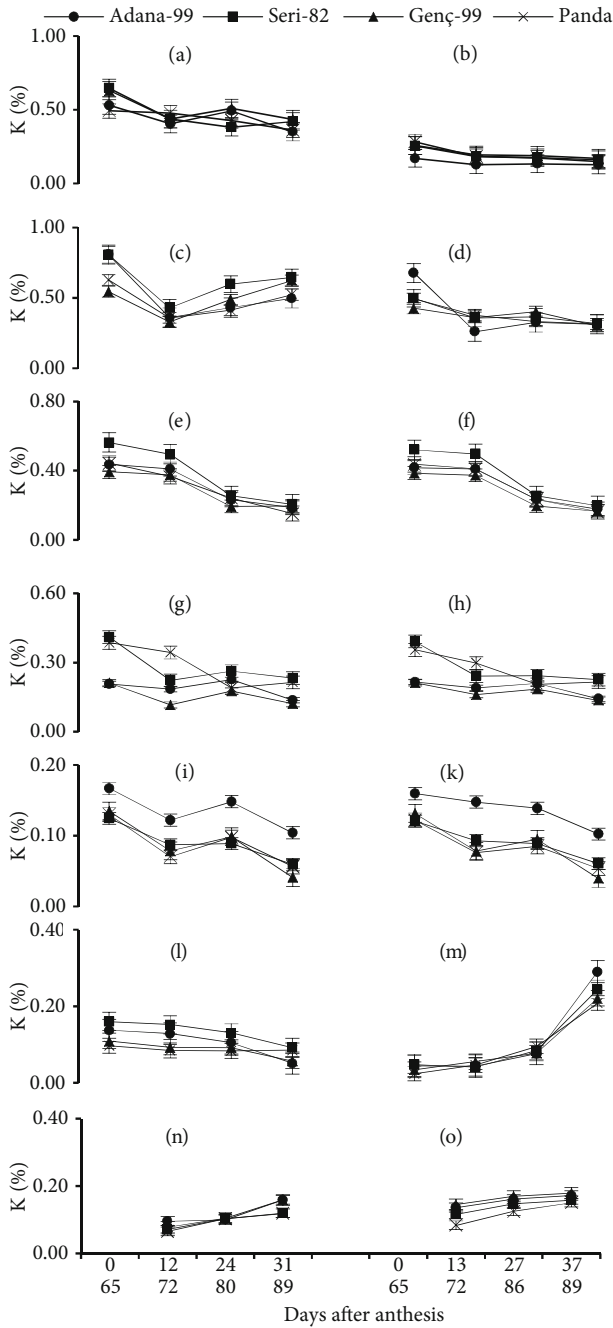 Adana-99 Seri-82 Genç-99 Panda
1.00 (a) (b)
K (%) 0.50
0.00
1.00 (c) (d)
K (%) 0.50
0.00
0.80 (e) (f)
K (%) 0.40
0.00
0.60 (g) (h)
K (%) 0.30
0.00
0.20 (i) (k)
K (%) 0.10
0.00
0.40 (l) (m)
K (%) 0.20
0.00
0.40 (n) (o)
K (%) 0.20
0.00
0 12 24 31 0 13 27 37
65 72 80 89 65 72 86 89
Days after anthesis